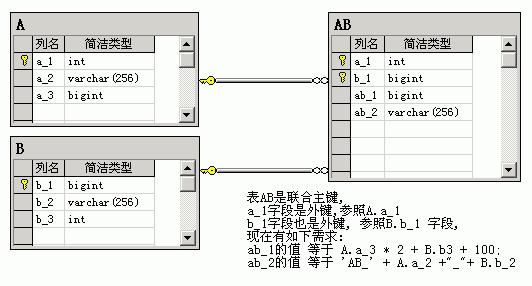 A
列名 简洁类型
a_1 int
a_2 varchar(256)
a_3 bigint
B
列名 简洁类型
b_1 bigint
b_2 varchar(256)
b_3 int
AB
列名 简洁类型
a_1 int
b_1 bigint
ab_1 bigint
ab_2 varchar(256)
表AB是联合主键,
a_1字段是外键,参照A.a_1
b_1字段也是外键, 参照B.b_1 字段,
现在有如下需求:
ab_1的值 等于 A.a_3 * 2 + B.b3 + 100;
ab_2的值 等于 'AB_' + A.a_2 +"_"+ B.b_2